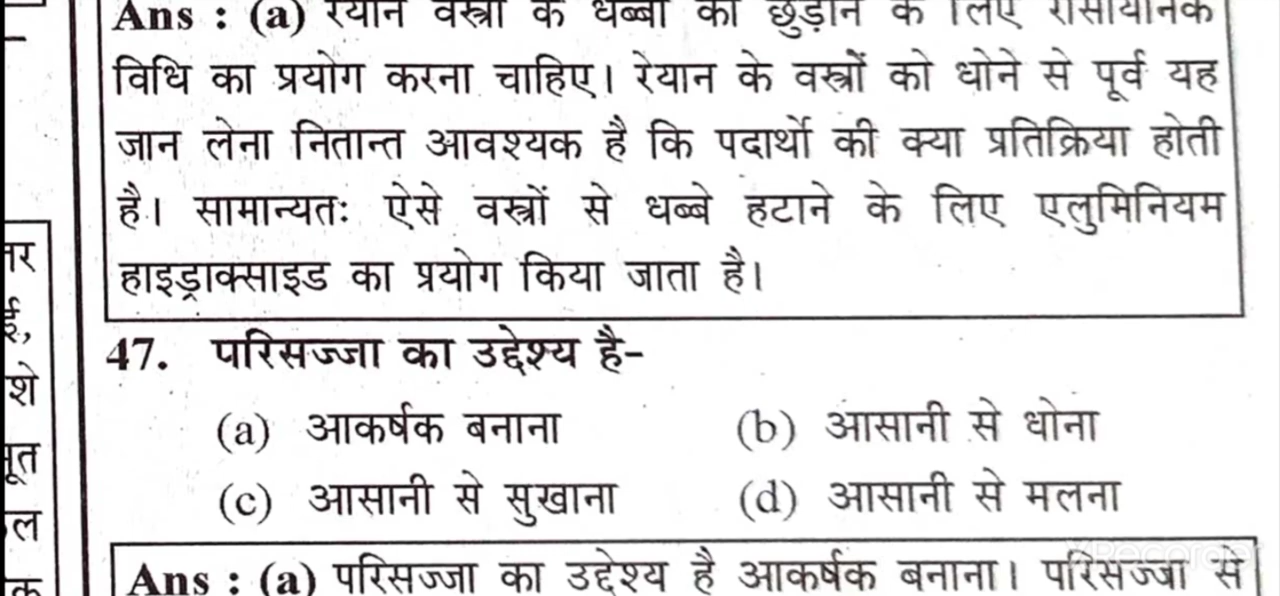 Ans : (a) रेयान वस्त्रों के धब्बों को छुड़ाने के लिए रासायनिक
विधि का प्रयोग करना चाहिए। रेयान के वस्त्रों को धोने से पूर्व यह
जान लेना नितान्त आवश्यक है कि पदार्थो की क्या प्रतिक्रिया होती
है। सामान्यतः ऐसे वस्त्रों से धब्बे हटाने के लिए एलुमिनियम
हाइड्राक्साइड का प्रयोग किया जाता है।
47. परिसज्जा का उद्देश्य है-
(a) आकर्षक बनाना (b) आसानी से धोना
(c) आसानी से सुखाना (d) आसानी से मलना
Ans : (a) परिसज्जा का उद्देश्य है आकर्षक बनाना। परिसज्जा से
XRecorder